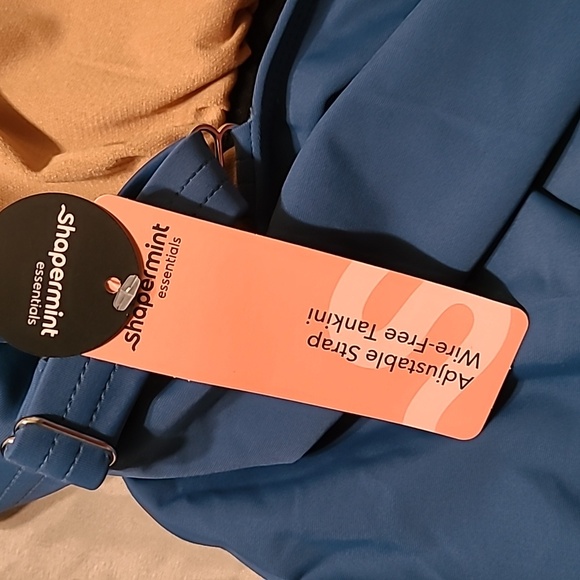 Shapermint
essentials
Shapermint
essentials
Adjustable Strap
Wire-Free Tankini